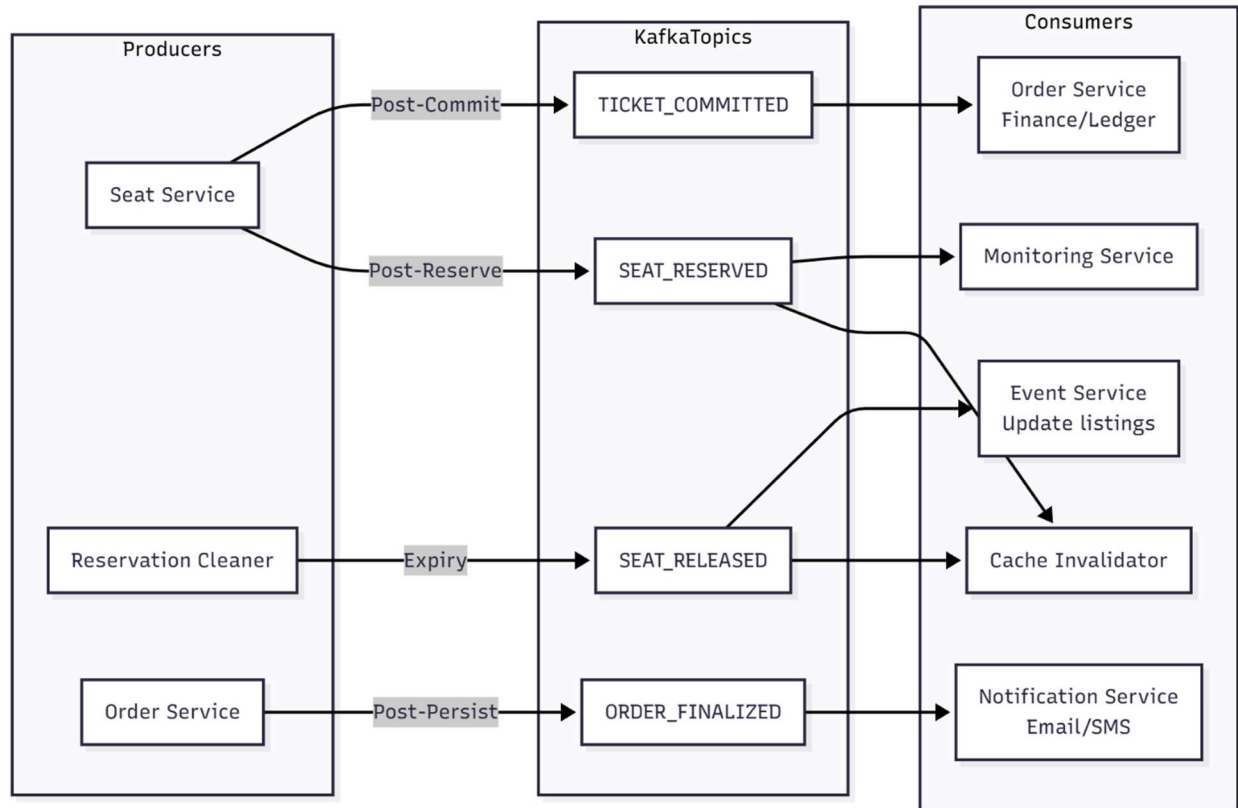 Producers
KafkaTopics
Consumers
Post-Commit
TICKET_COMMITTED
Order Service
Finance/Ledger
Seat Service
Post-Reserve
SEAT_RESERVED
Monitoring Service
Event Service
Update listings
Reservation Cleaner
Expiry
SEAT_RELEASED
Cache Invalidator
Order Service
Post-Persist
ORDER_FINALIZED
Notification Service
Email/SMS